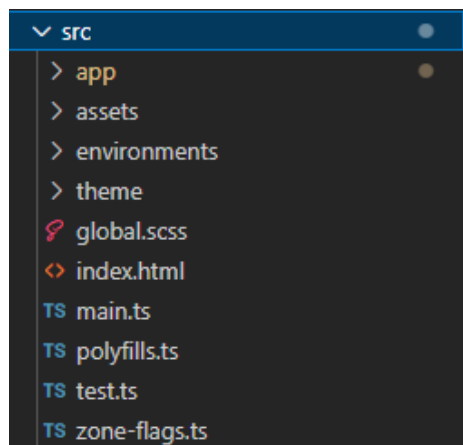 src
app
assets
environments
theme
global.scss
index.html
TS main.ts
TS polyfills.ts
TS test.ts
TS zone-flags.ts